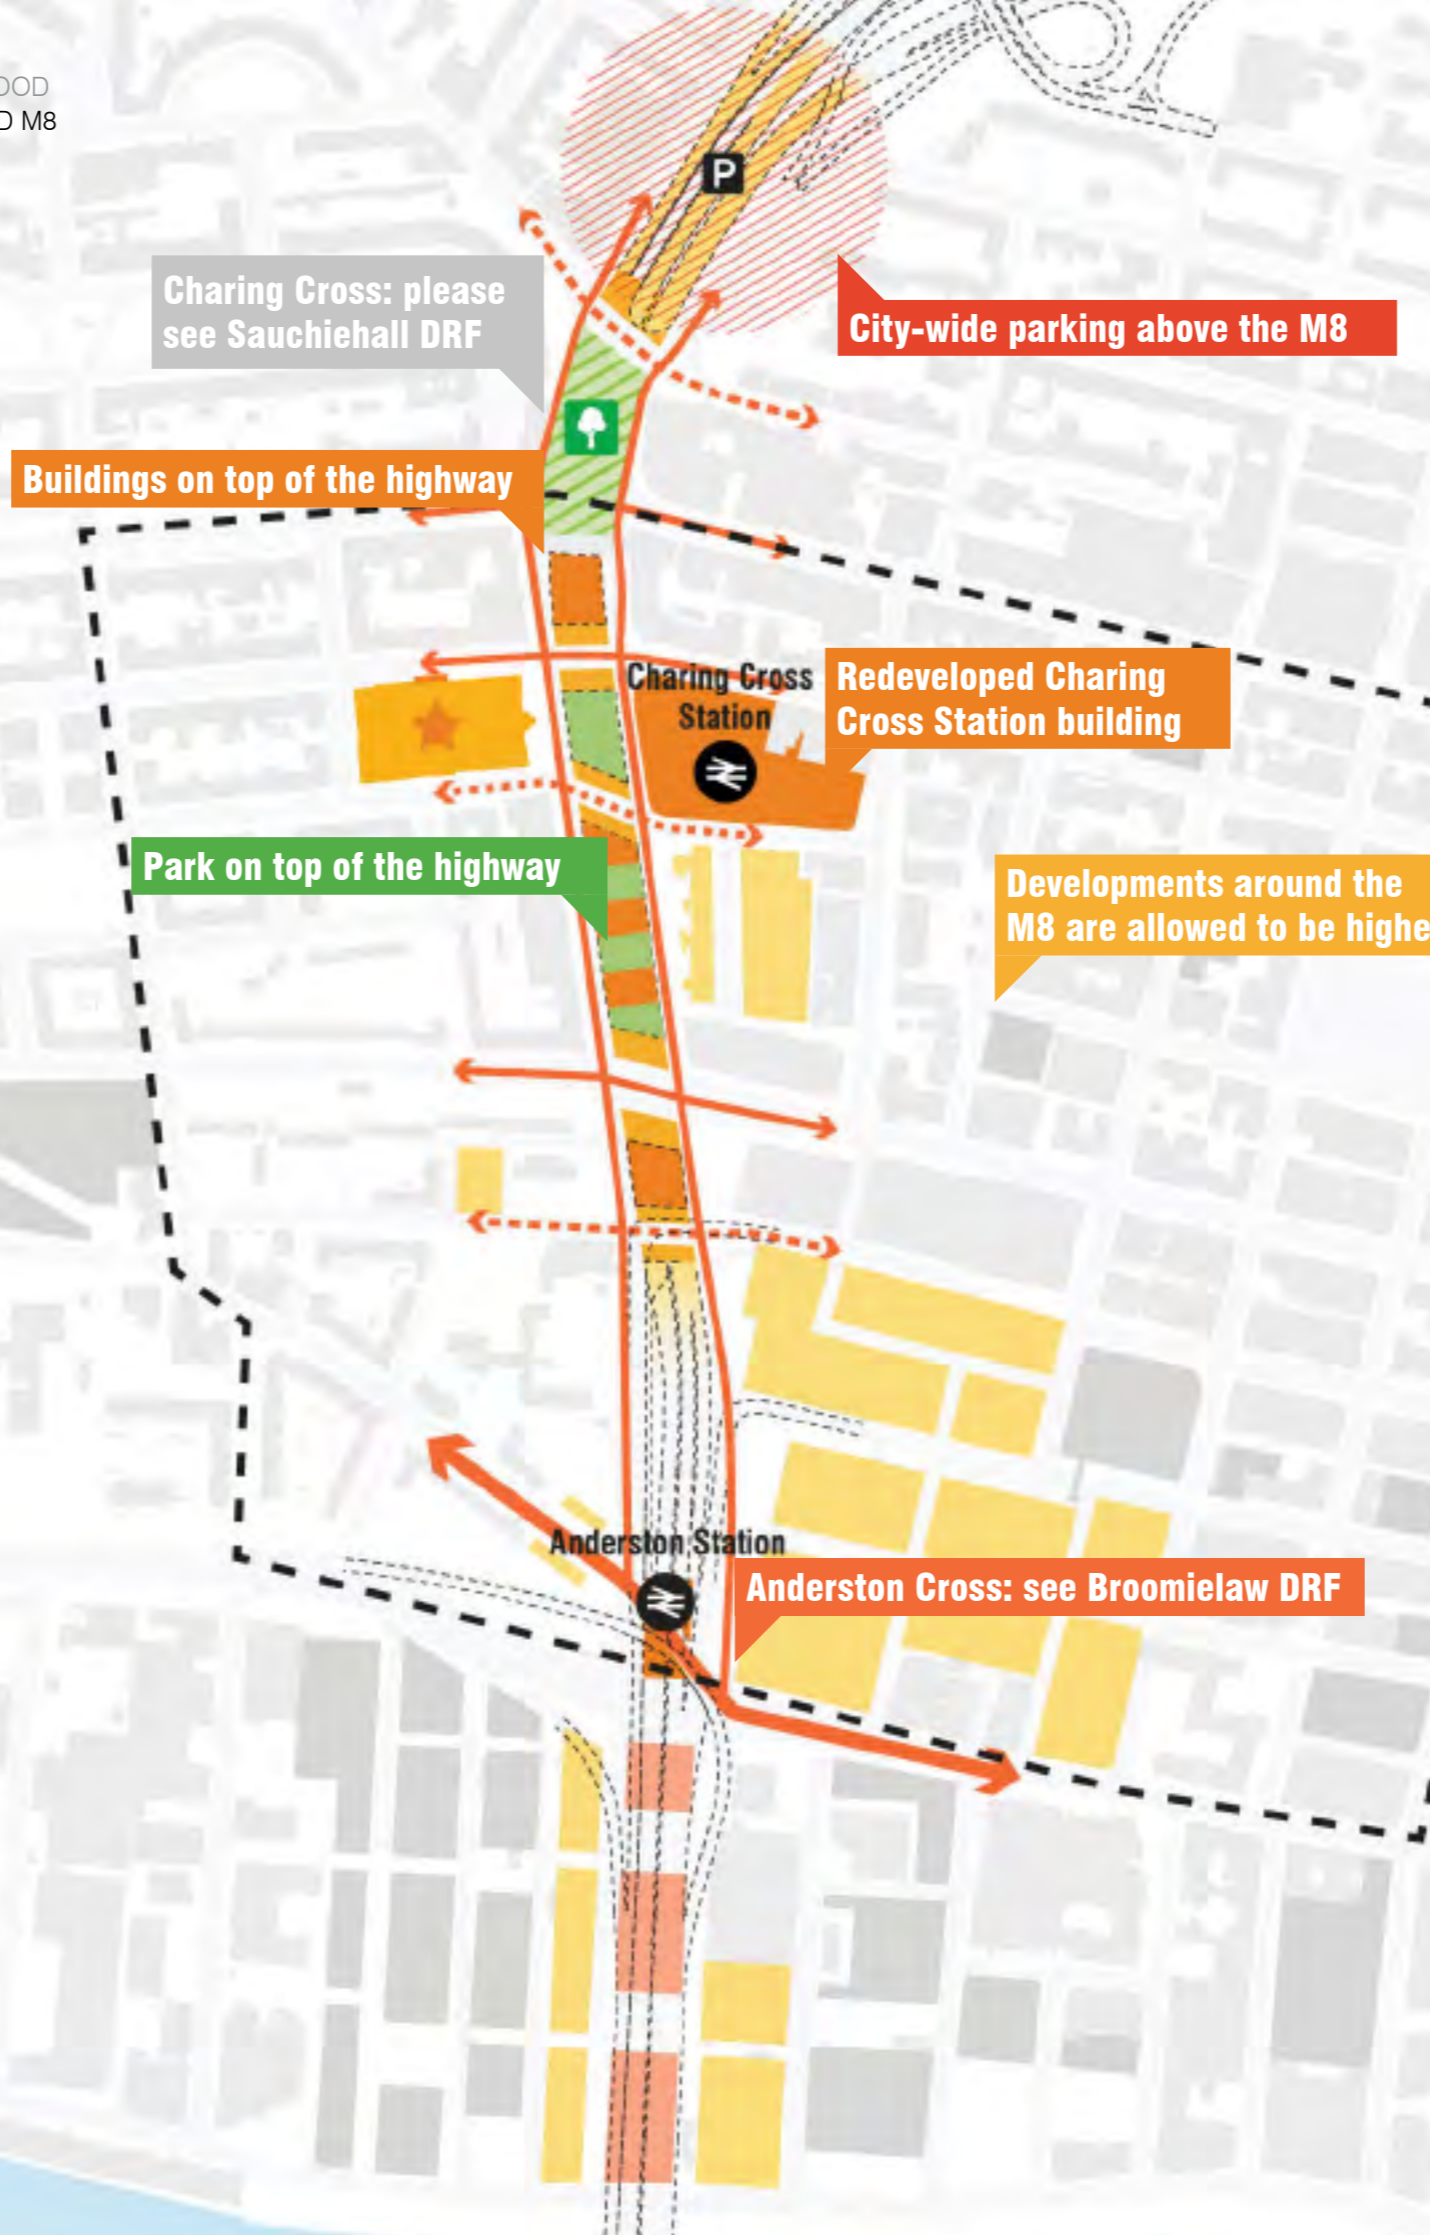 OOD
D M8
P
Charing Cross: please
see Sauchiehall DRF
City-wide parking above the M8
Buildings on top of the highway
Charing Cross
Station
Redeveloped Charing
Cross Station building
Park on top of the highway
Developments around the
M8 are allowed to be highe
Anderston Station
Anderston Cross: see Broomielaw DRF